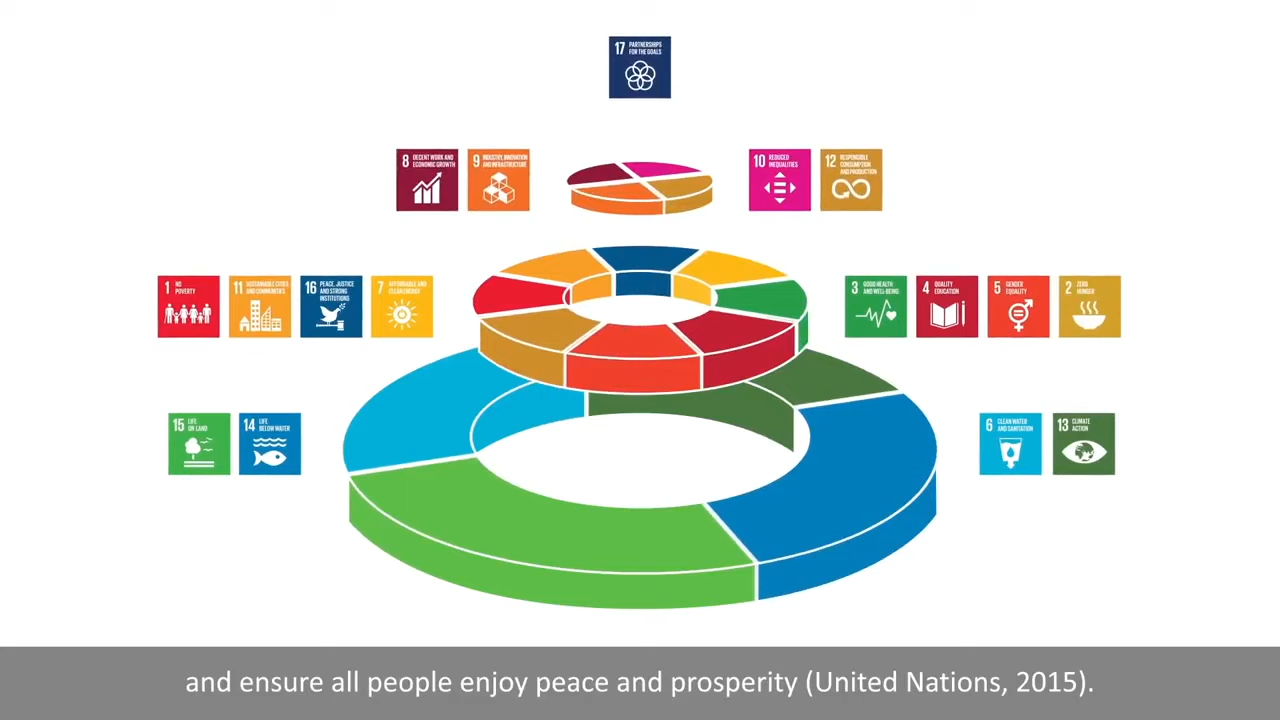 17 PARTNERSHIPS
FOR THE GOALS
8 DECENT WORK AND
ECONOMIC GROWTH
9 INDUSTRY, INNOVATION
AND INFRASTRUCTURE
10 REDUCED
INEQUALITIES
12 RESPONSIBLE
CONSUMPTION
AND PRODUCTION
1 NO
POVERTY
11 SUSTAINABLE CITIES
AND COMMUNITIES
16 PEACE, JUSTICE
AND STRONG
INSTITUTIONS
7 AFFORDABLE AND
CLEAN ENERGY
3 GOOD HEALTH
AND WELL-BEING
4 QUALITY
EDUCATION
5 GENDER
EQUALITY
2 ZERO
HUNGER
15 LIFE
ON LAND
14 LIFE
BELOW WATER
6 CLEAN WATER
AND SANITATION
13 CLIMATE
ACTION
and ensure all people enjoy peace and prosperity (United Nations, 2015).